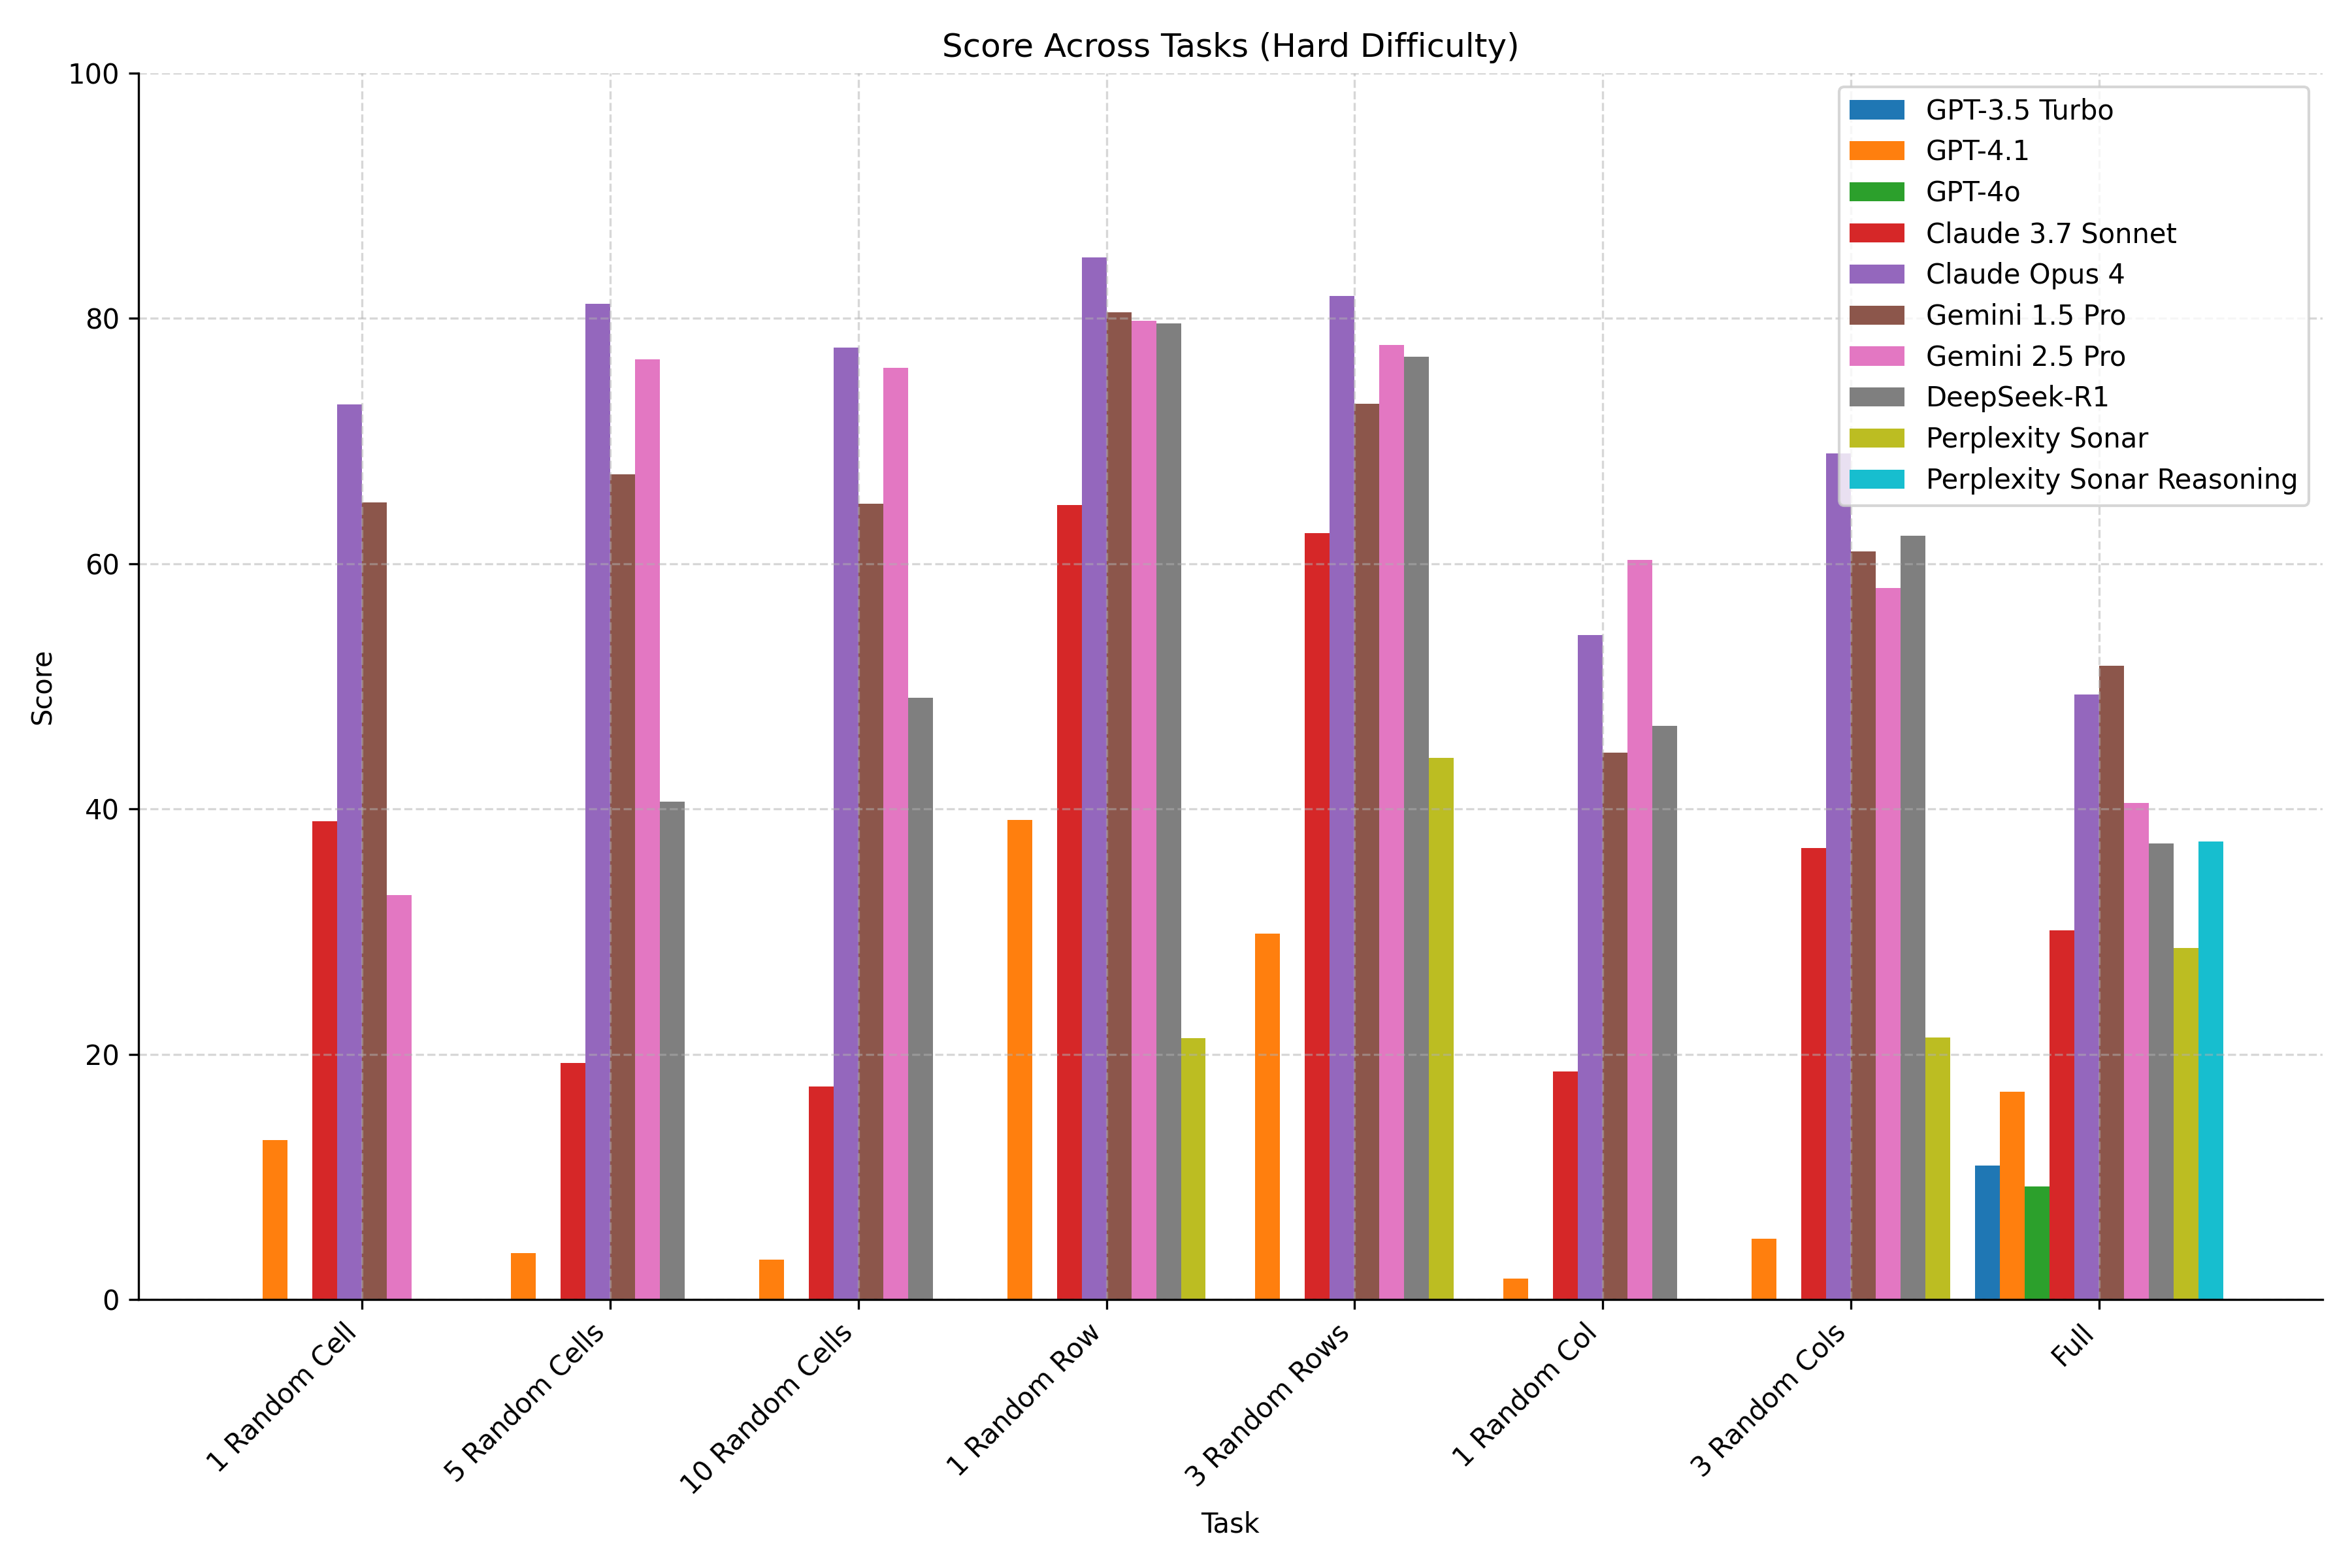 Score Across Tasks (Hard Difficulty)
100
80
60
40
20
0
Score
GPT-3.5 Turbo
GPT-4.1
GPT-4o
Claude 3.7 Sonnet
Claude Opus 4
Gemini 1.5 Pro
Gemini 2.5 Pro
DeepSeek-R1
Perplexity Sonar
Perplexity Sonar Reasoning
1 Random Cell
5 Random Cells
10 Random Cells
1 Random Row
3 Random Rows
1 Random Col
3 Random Cols
Full
Task